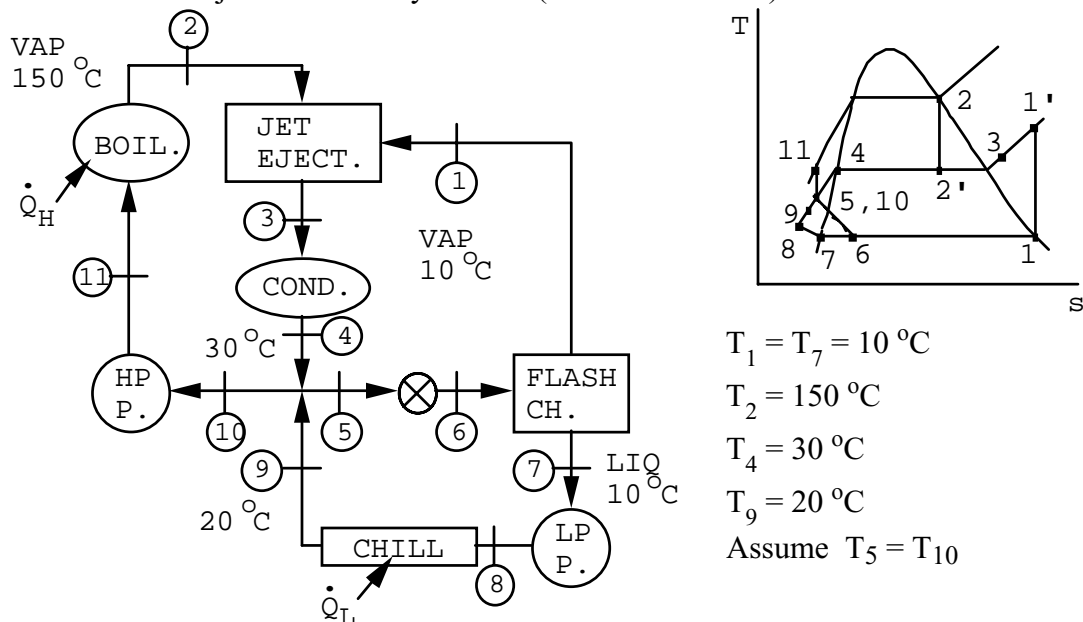 2
VAP
150 °C
JET
EJECT.
BOIL.
1
Q̇H
3
VAP
10 °C
11
COND.
4
30 °C
HP
P.
FLASH
CH.
10
5
6
9
7
LIQ
10 °C
20 °C
CHILL
LP
P.
8
Q̇L
T
2
1'
3
11
4
2'
5,10
9
8
7
6
1
s
T1 = T7 = 10 °C
T2 = 150 °C
T4 = 30 °C
T9 = 20 °C
Assume T5 = T10